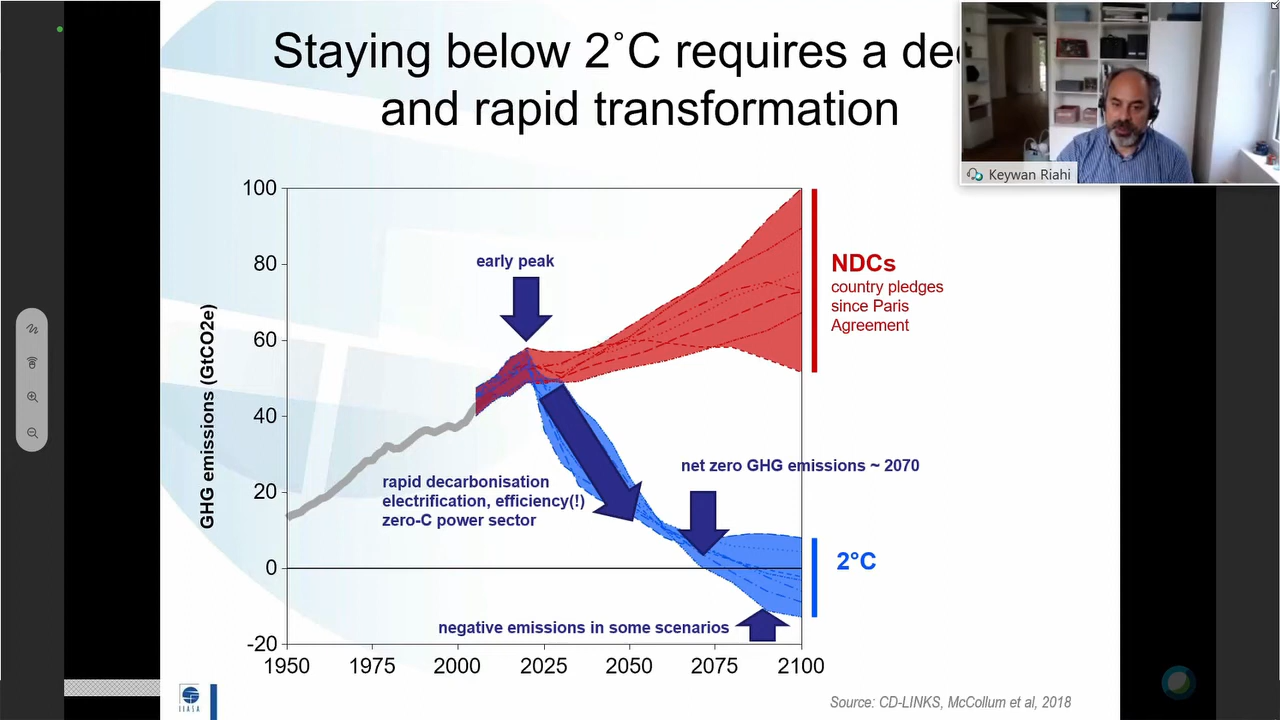 Staying below 2˚C requires a dee
and rapid transformation
Keywan Riahi
GHG emissions (GtCO2e)
100
80
60
40
20
0
-20
1950
1975
2000
2025
2050
2075
2100
early peak
NDCs
country pledges
since Paris
Agreement
net zero GHG emissions ~ 2070
rapid decarbonisation
electrification, efficiency(!)
zero-C power sector
2°C
negative emissions in some scenarios
IIASA
Source: CD-LINKS, McCollum et al, 2018